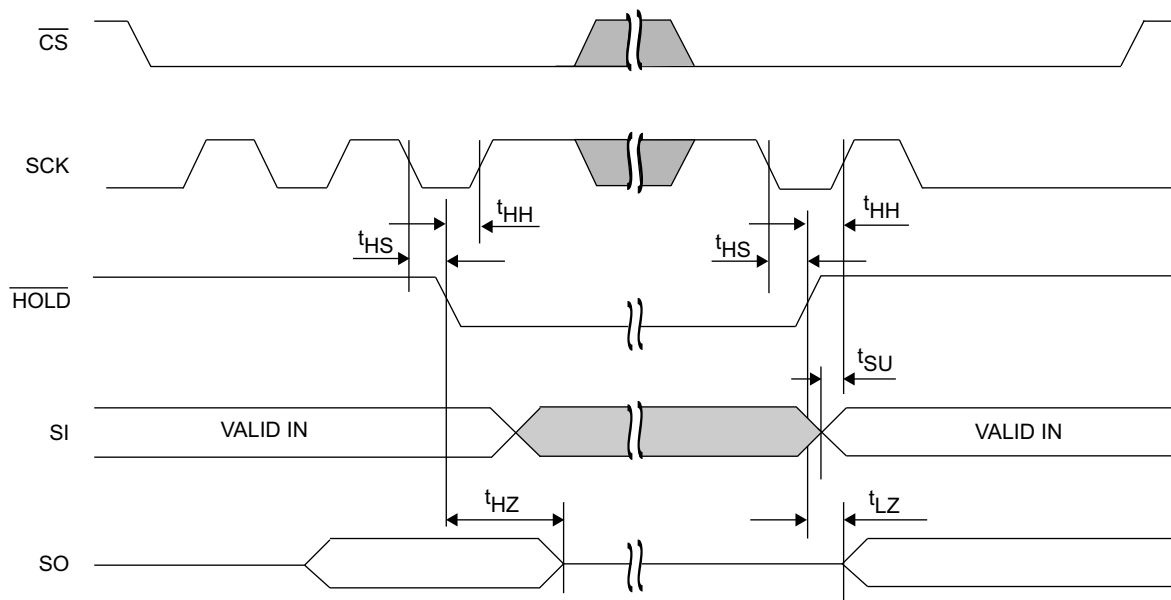 CS
SCK
tHH
tHH
tHS
tHS
HOLD
tSU
SI
VALID IN
VALID IN
tHZ
tLZ
SO